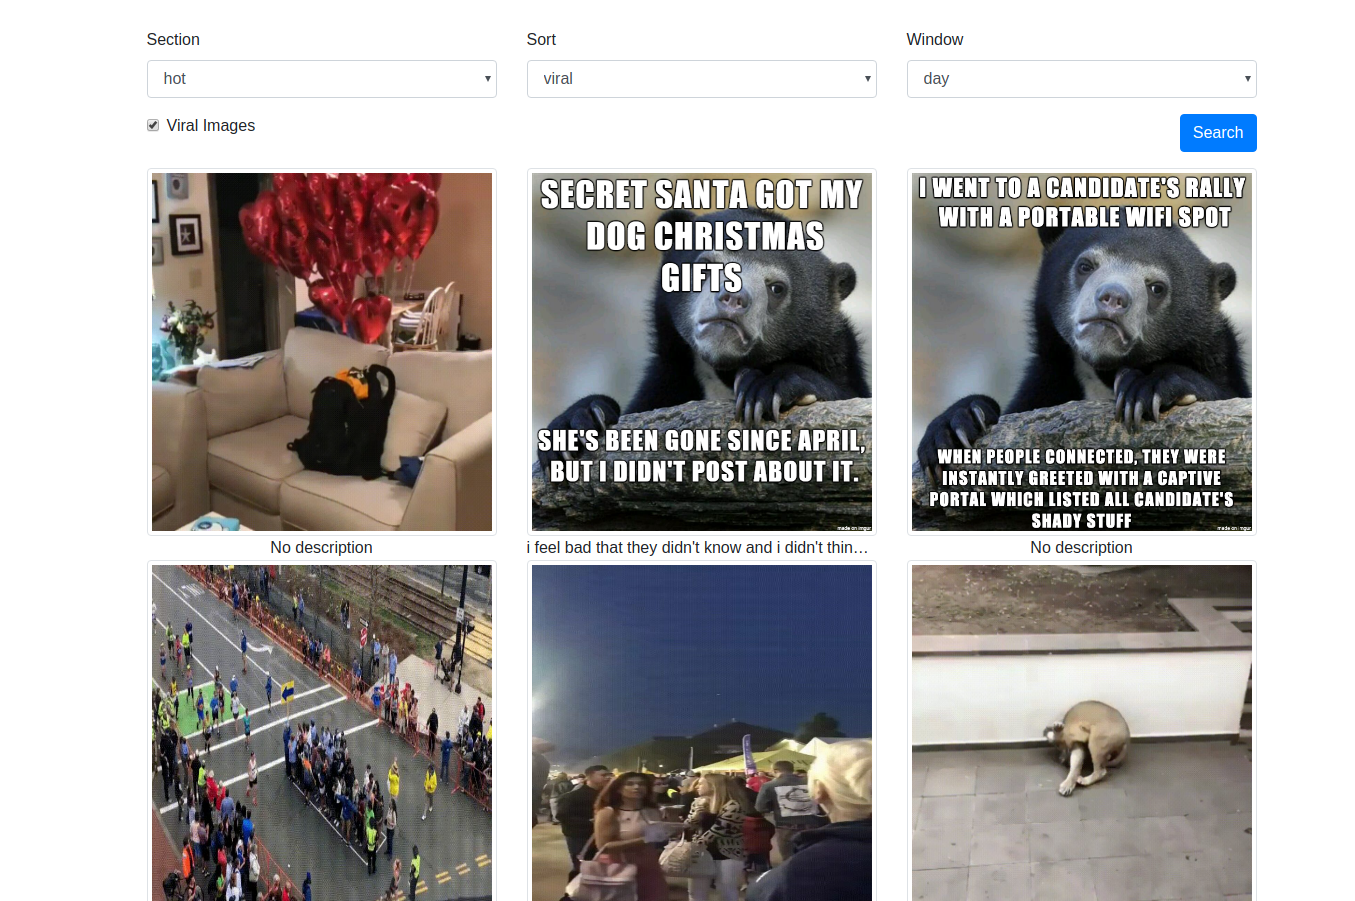 Section
Sort
Window
hot
viral
day
Viral Images
Search
SECRET SANTA GOT MY
DOG CHRISTMAS
GIFTS
SHE'S BEEN GONE SINCE APRIL,
BUT I DIDN'T POST ABOUT IT.
made on imgur
I WENT TO A CANDIDATE'S RALLY
WITH A PORTABLE WIFI SPOT
WHEN PEOPLE CONNECTED, THEY WERE
INSTANTLY GREETED WITH A CAPTIVE
PORTAL WHICH LISTED ALL CANDIDATE'S
SHADY STUFF
made on imgur
No description
i feel bad that they didn't know and i didn't thin…
No description